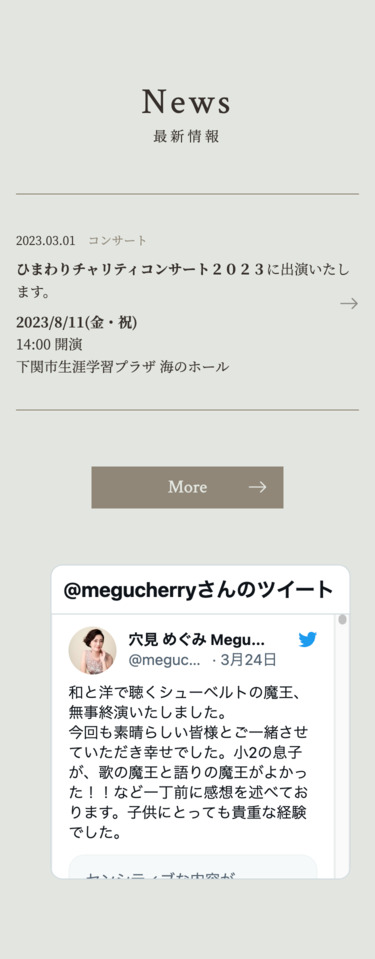 News
最新情報
2023.03.01 コンサート
ひまわりチャリティコンサート２０２３に出演いたし
ます。
2023/8/11(金・祝)
14:00 開演
下関市生涯学習プラザ 海のホール
More
@megucherryさんのツイート
穴見 めぐみ Megu...
@meguc... · 3月24日
和と洋で聴くシューベルトの魔王、
無事終演いたしました。
今回も素晴らしい皆様とご一緒させ
ていただき幸せでした。小2の息子
が、歌の魔王と語りの魔王がよかっ
た！！など一丁前に感想を述べてお
ります。子供にとっても貴重な経験
でした。
センシティブな内容が